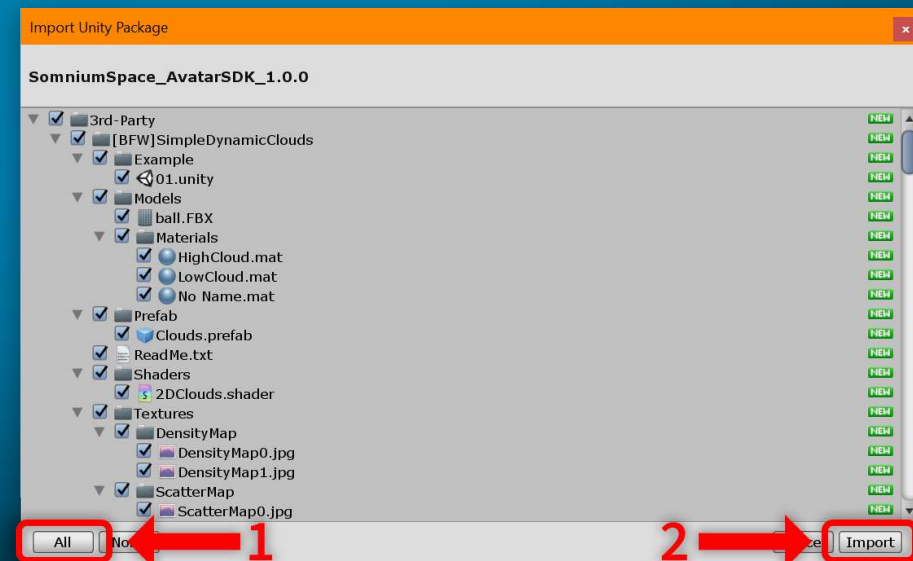 Import Unity Package
SomniumSpace_AvatarSDK_1.0.0
3rd-Party NEW
[BFW]SimpleDynamicClouds NEW
Example NEW
01.unity NEW
Models NEW
ball.FBX NEW
Materials NEW
HighCloud.mat NEW
LowCloud.mat NEW
No Name.mat NEW
Prefab NEW
Clouds.prefab NEW
ReadMe.txt NEW
Shaders NEW
2DClouds.shader NEW
Textures NEW
DensityMap NEW
DensityMap0.jpg NEW
DensityMap1.jpg NEW
ScatterMap NEW
ScatterMap0.jpg NEW
All 1 2 Import